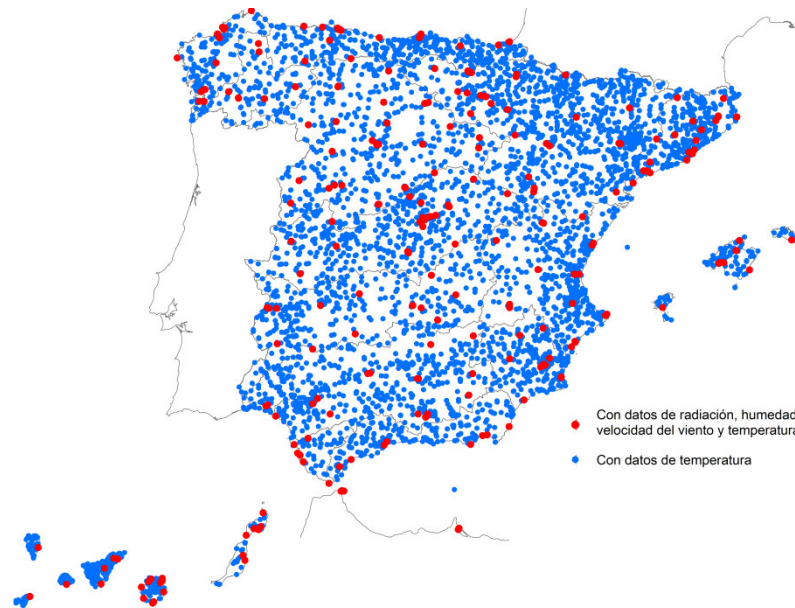 Con datos de radiación, humedad
velocidad del viento y temperatura
Con datos de temperatura